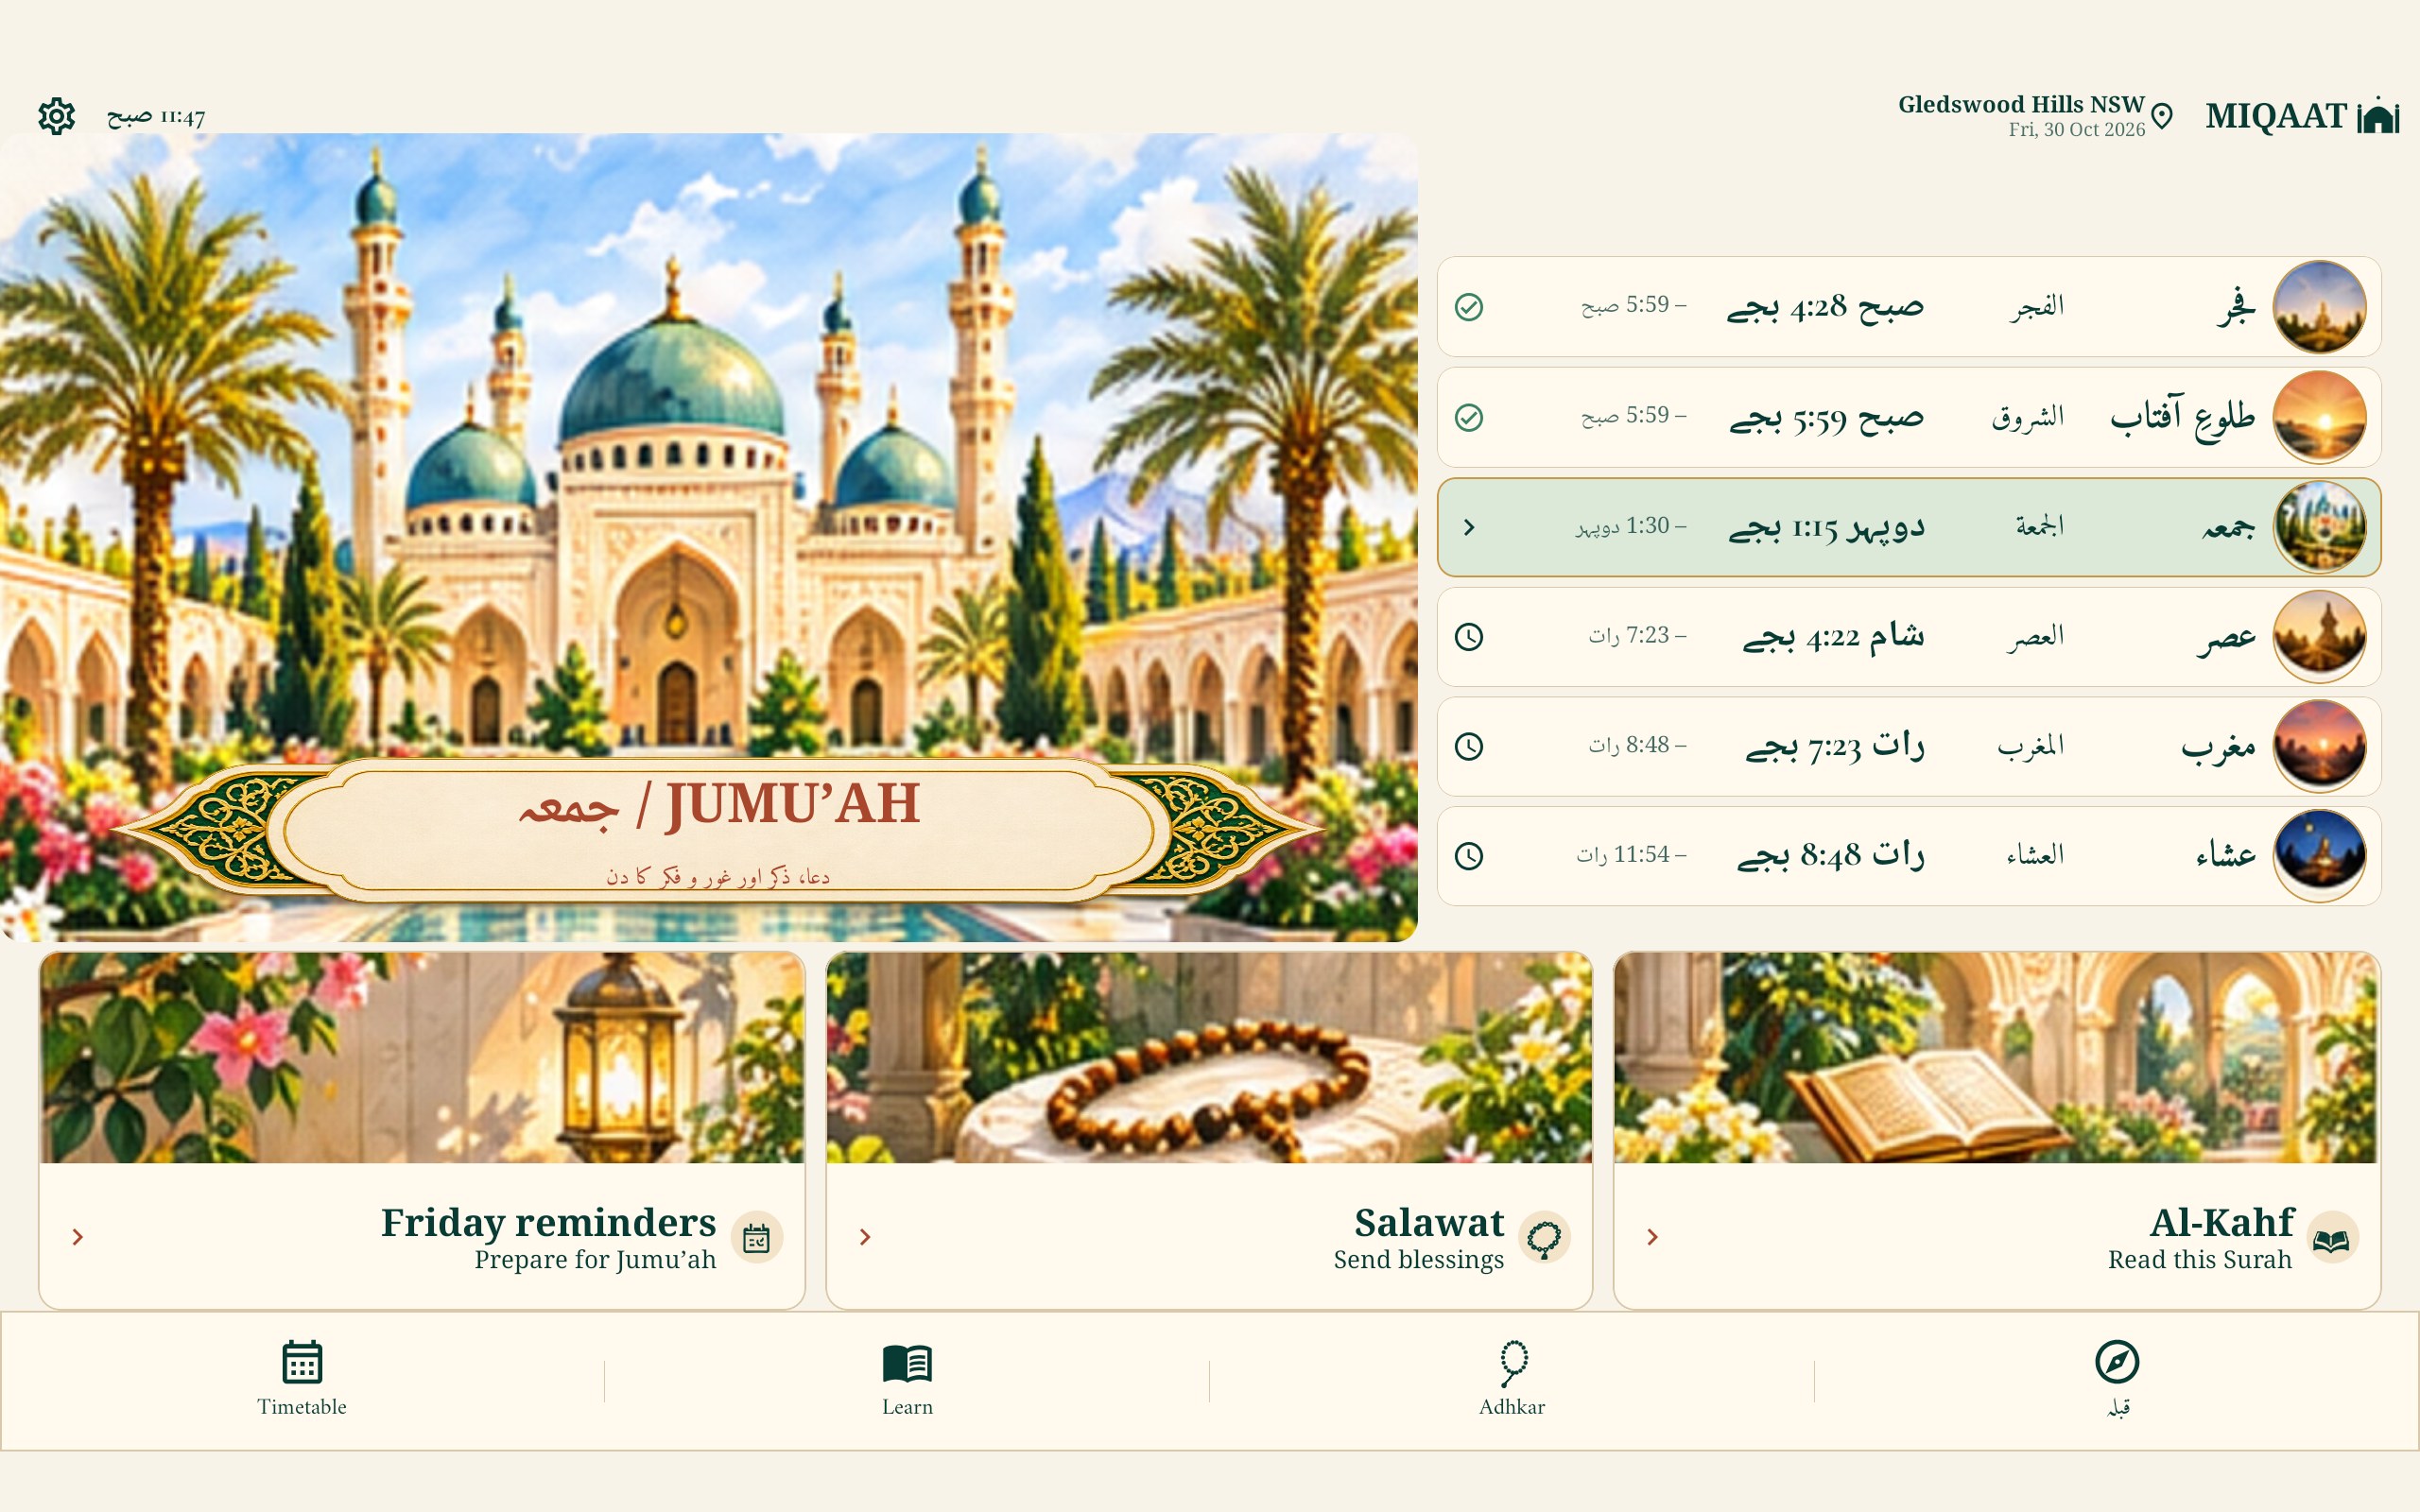 MIQAAT
Gledswood Hills NSW
Fri, 30 Oct 2026
11:47 صبح
فجر الفجر صبح 4:28 بجے – 5:59 صبح
طلوعِ آفتاب الشروق صبح 5:59 بجے – 5:59 صبح
جمعہ الجمعة دوپہر 1:15 بجے – 1:30 دوپہر
عصر العصر شام 4:22 بجے – 7:23 رات
مغرب المغرب رات 7:23 بجے – 8:48 رات
عشاء العشاء رات 8:48 بجے – 11:54 رات
جمعہ / JUMU’AH
دعا، ذکر اور غور و فکر کا دن
Al-Kahf
Read this Surah
Salawat
Send blessings
Friday reminders
Prepare for Jumu’ah
قبلہ
Adhkar
Learn
Timetable